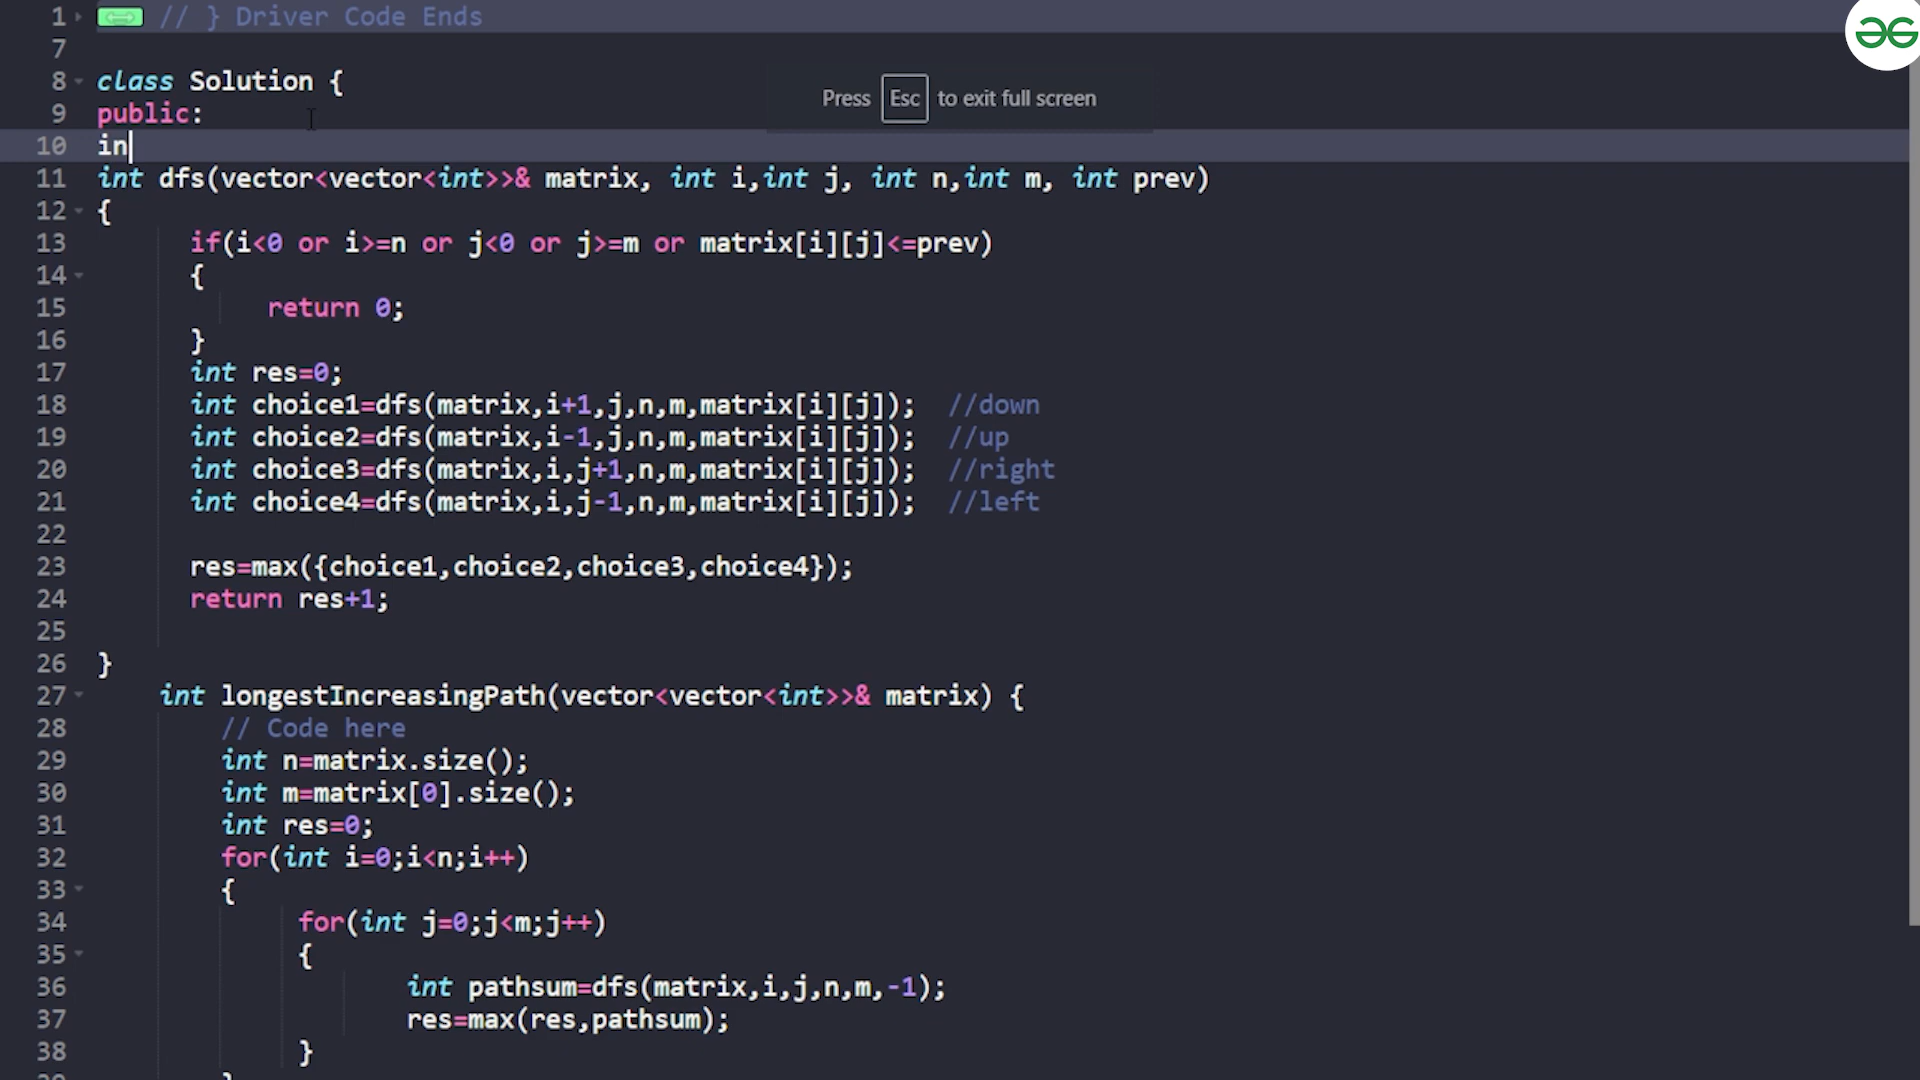 1 // } Driver Code Ends
7
8 class Solution {
Press Esc to exit full screen
9 public:
10 in
11 int dfs(vector<vector<int>>& matrix, int i,int j, int n,int m, int prev)
12 {
13 if(i<0 or i>=n or j<0 or j>=m or matrix[i][j]<=prev)
14 {
15 return 0;
16 }
17 int res=0;
18 int choice1=dfs(matrix,i+1,j,n,m,matrix[i][j]); //down
19 int choice2=dfs(matrix,i-1,j,n,m,matrix[i][j]); //up
20 int choice3=dfs(matrix,i,j+1,n,m,matrix[i][j]); //right
21 int choice4=dfs(matrix,i,j-1,n,m,matrix[i][j]); //left
22
23 res=max({choice1,choice2,choice3,choice4});
24 return res+1;
25
26 }
27 int longestIncreasingPath(vector<vector<int>>& matrix) {
28 // Code here
29 int n=matrix.size();
30 int m=matrix[0].size();
31 int res=0;
32 for(int i=0;i<n;i++)
33 {
34 for(int j=0;j<m;j++)
35 {
36 int pathsum=dfs(matrix,i,j,n,m,-1);
37 res=max(res,pathsum);
38 }